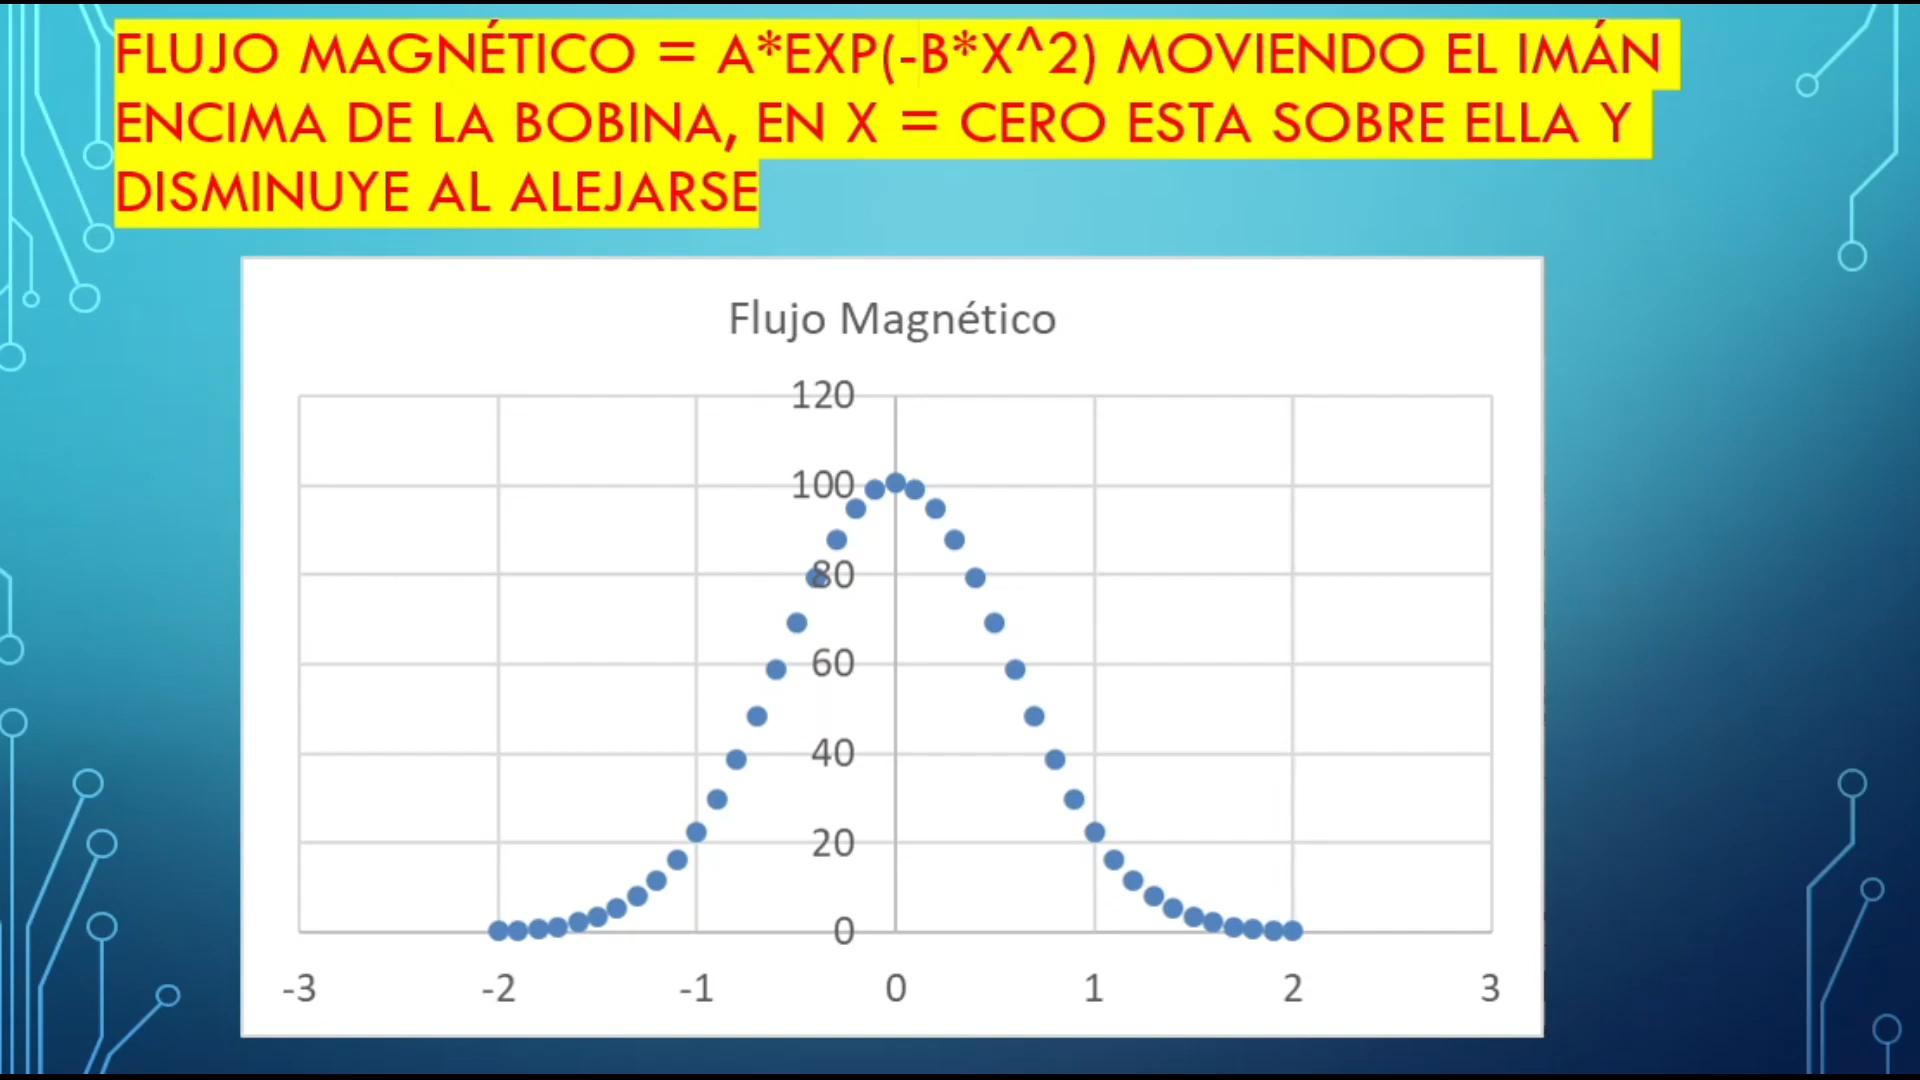 FLUJO MAGNÉTICO = A*EXP(-B*X^2) MOVIENDO EL IMÁN
ENCIMA DE LA BOBINA, EN X = CERO ESTA SOBRE ELLA Y
DISMINUYE AL ALEJARSE
Flujo Magnético
120
100
80
60
40
20
0
-3 -2 -1 0 1 2 3